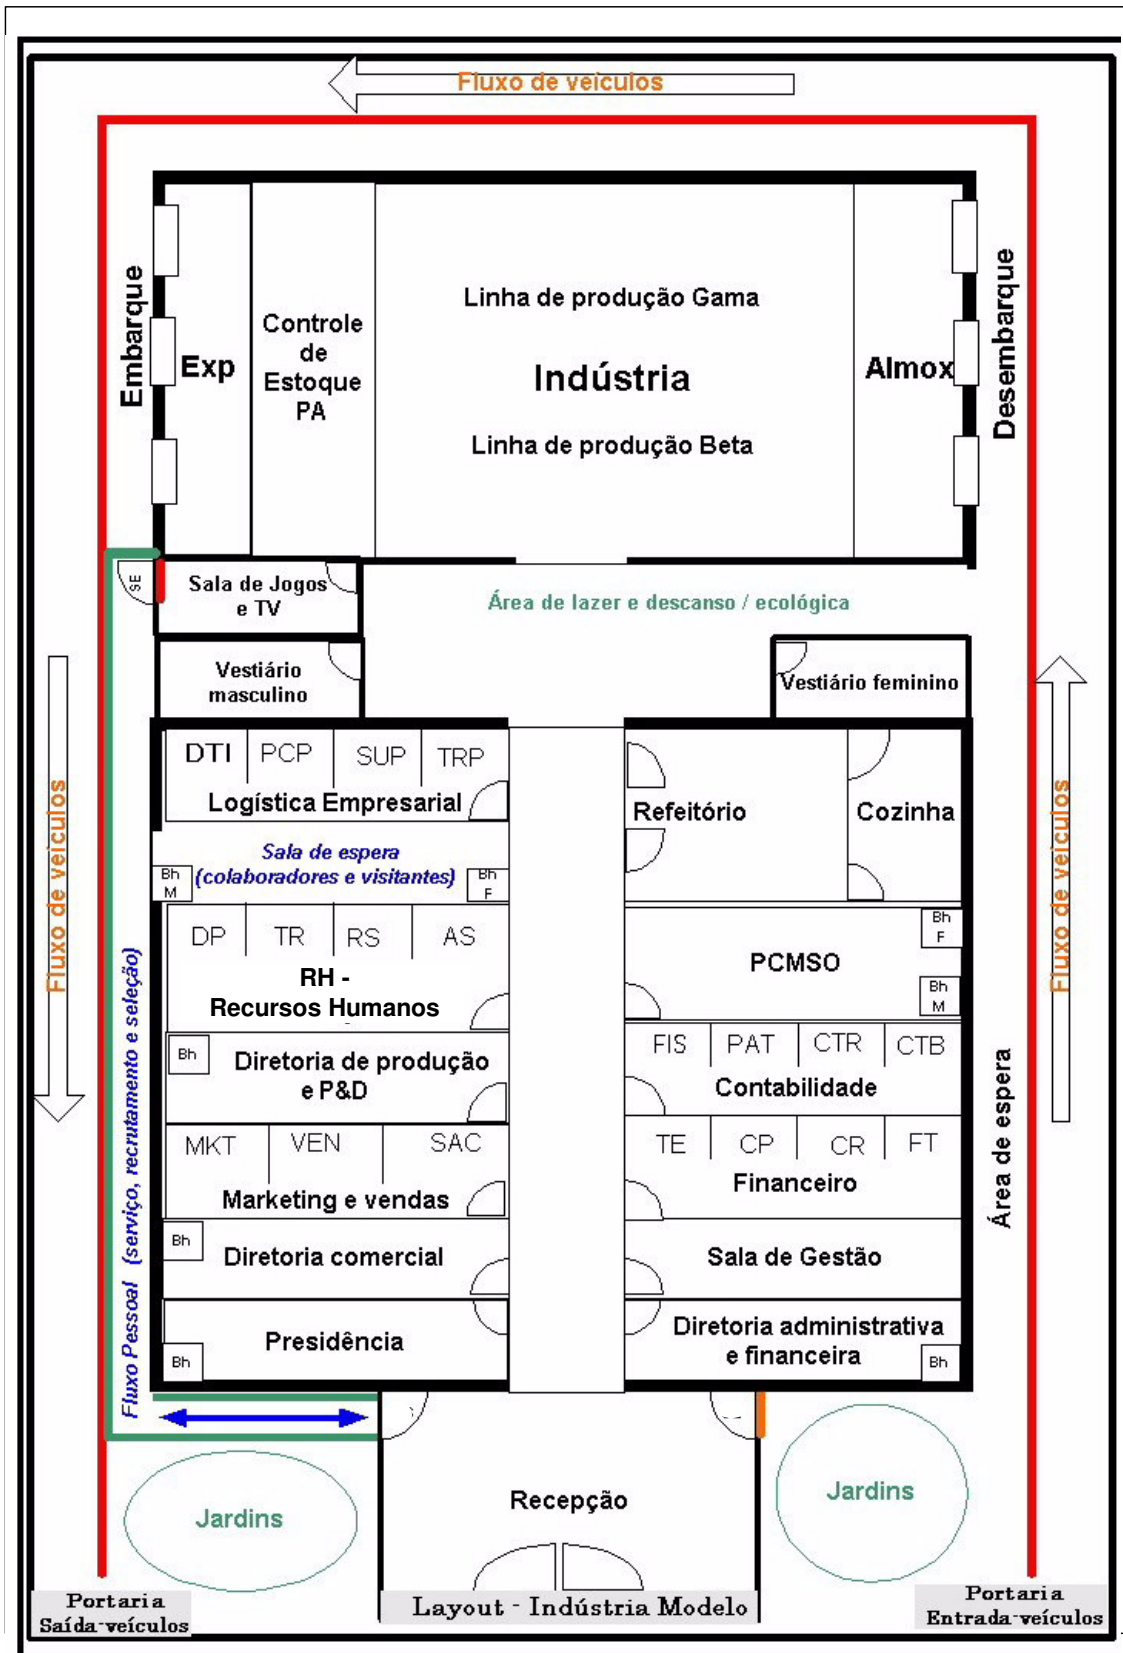 Fluxo de veículos
Embarque
Exp
Controle
de
Estoque
PA
Linha de produção Gama
Indústria
Linha de produção Beta
Almox
Desembarque
SE
Sala de Jogos
e TV
Área de lazer e descanso / ecológica
Vestiário
masculino
Vestiário feminino
Fluxo de veículos
DTI PCP SUP TRP
Logística Empresarial
Refeitório
Cozinha
Fluxo de veículos
Sala de espera
(colaboradores e visitantes)
Bh
M
Bh
F
DP TR RS AS
RH -
Recursos Humanos
PCMSO
Bh
F
Bh
M
Bh
Diretoria de produção
e P&D
FIS PAT CTR CTB
Contabilidade
MKT VEN SAC
Marketing e vendas
TE CP CR FT
Financeiro
Área de espera
Fluxo Pessoal (serviço, recrutamento e seleção)
Bh
Diretoria comercial
Sala de Gestão
Presidência
Bh
Diretoria administrativa
e financeira
Bh
Jardins
Recepção
Jardins
Portaria
Saída-veículos
Layout - Indústria Modelo
Portaria
Entrada-veículos